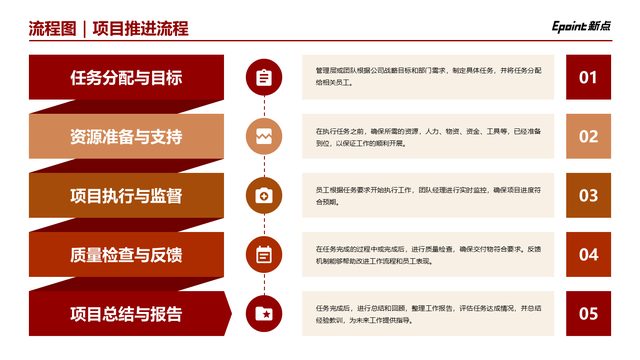 流程图｜项目推进流程
Epoint新点
任务分配与目标
管理层或团队根据公司战略目标和部门需求，制定具体任务，并将任务分配
给相关员工。
01
资源准备与支持
在执行任务之前，确保所需的资源，人力、物资、资金、工具等，已经准备
到位，以保证工作的顺利开展。
02
项目执行与监督
员工根据任务要求开始执行工作，团队经理进行实时监控，确保项目进度符
合预期。
03
质量检查与反馈
在任务完成的过程中或完成后，进行质量检查，确保交付物符合要求。反馈
机制能够帮助改进工作流程和员工表现。
04
项目总结与报告
任务完成后，进行总结和回顾，整理工作报告，评估任务达成情况，并总结
经验教训，为未来工作提供指导。
05